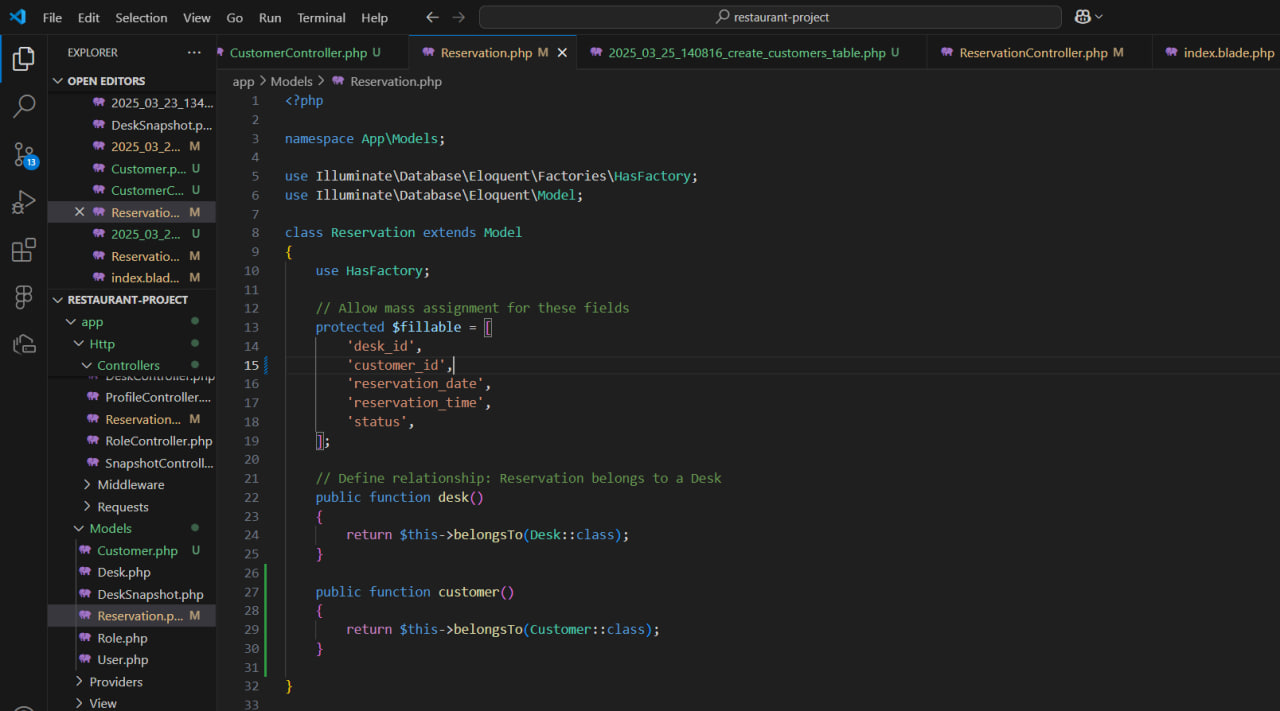 File Edit Selection View Go Run Terminal Help restaurant-project
EXPLORER ...
CustomerController.php U Reservation.php M 2025_03_25_140816_create_customers_table.php U ReservationController.php M index.blade.php
OPEN EDITORS
2025_03_23_134...
DeskSnapshot.p...
2025_03_2... M
Customer.p... U
CustomerC... U
13
Reservatio... M
2025_03_2... U
Reservatio... M
index.blad... M
RESTAURANT-PROJECT
app
Http
Controllers
DeskController.php
ProfileController....
Reservation... M
RoleController.php
SnapshotControll...
Middleware
Requests
Models
Customer.php U
Desk.php
DeskSnapshot.php
Reservation.p... M
Role.php
User.php
Providers
View
app > Models > Reservation.php
1 <?php
2
3 namespace App\Models;
4
5 use Illuminate\Database\Eloquent\Factories\HasFactory;
6 use Illuminate\Database\Eloquent\Model;
7
8 class Reservation extends Model
9 {
10 use HasFactory;
11
12 // Allow mass assignment for these fields
13 protected $fillable = [
14 'desk_id',
15 'customer_id',
16 'reservation_date',
17 'reservation_time',
18 'status',
19 ];
20
21 // Define relationship: Reservation belongs to a Desk
22 public function desk()
23 {
24 return $this->belongsTo(Desk::class);
25 }
26
27 public function customer()
28 {
29 return $this->belongsTo(Customer::class);
30 }
31
32 }
33